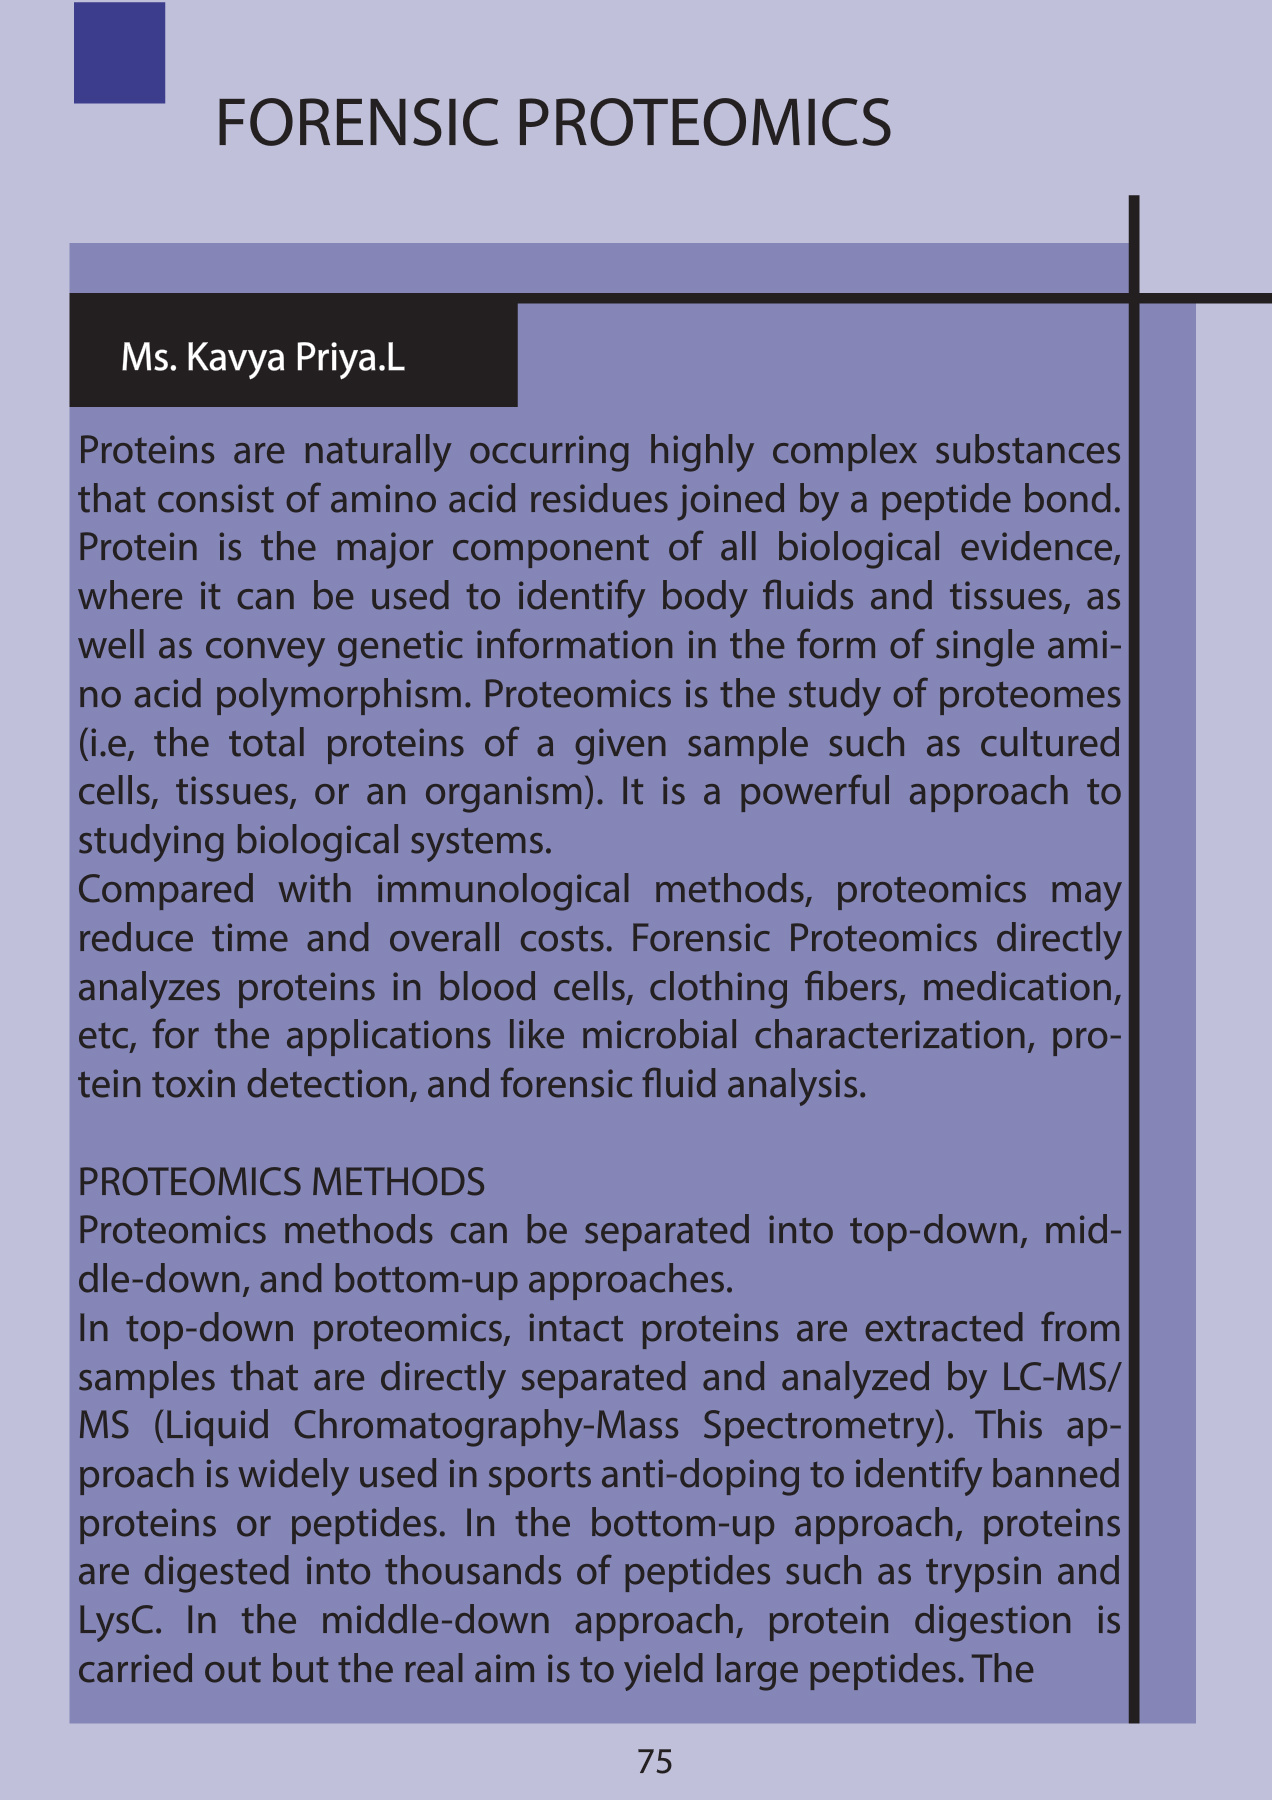 FORENSIC PROTEOMICS
Ms. Kavya Priya.L
Proteins are naturally occurring highly complex substances
that consist of amino acid residues joined by a peptide bond.
Protein is the major component of all biological evidence,
where it can be used to identify body fluids and tissues, as
well as convey genetic information in the form of single ami-
no acid polymorphism. Proteomics is the study of proteomes
(i.e, the total proteins of a given sample such as cultured
cells, tissues, or an organism). It is a powerful approach to
studying biological systems.
Compared with immunological methods, proteomics may
reduce time and overall costs. Forensic Proteomics directly
analyzes proteins in blood cells, clothing fibers, medication,
etc, for the applications like microbial characterization, pro-
tein toxin detection, and forensic fluid analysis.
PROTEOMICS METHODS
Proteomics methods can be separated into top-down, mid-
dle-down, and bottom-up approaches.
In top-down proteomics, intact proteins are extracted from
samples that are directly separated and analyzed by LC-MS/
MS (Liquid Chromatography-Mass Spectrometry). This ap-
proach is widely used in sports anti-doping to identify banned
proteins or peptides. In the bottom-up approach, proteins
are digested into thousands of peptides such as trypsin and
LysC. In the middle-down approach, protein digestion is
carried out but the real aim is to yield large peptides. The
75